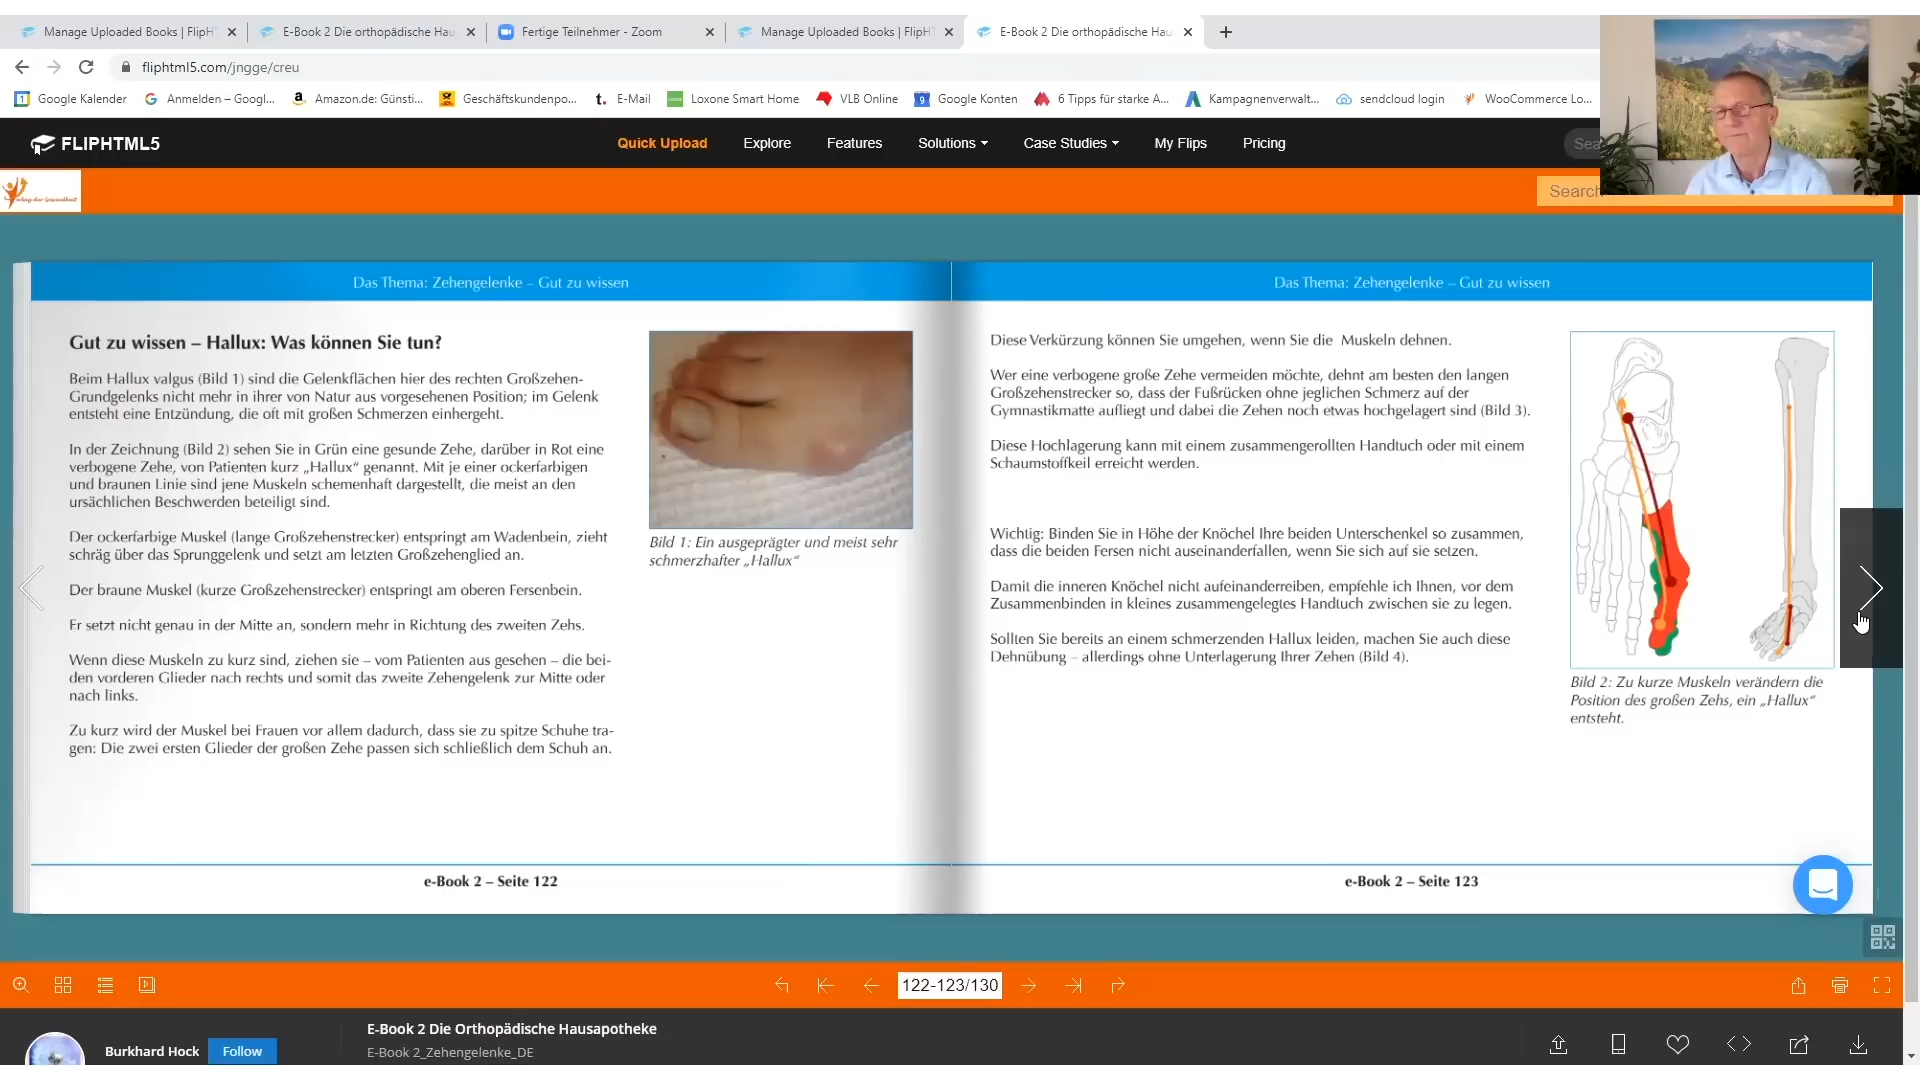 Manage Uploaded Books | FlipH
E-Book 2 Die orthopädische Hau
Fertige Teilnehmer - Zoom
Manage Uploaded Books | FlipHT
E-Book 2 Die orthopädische Hau
fliphtml5.com/jngge/creu
Google Kalender
Anmelden – Googl...
Amazon.de: Günsti...
Geschäftskundenpo...
E-Mail
Loxone Smart Home
VLB Online
Google Konten
6 Tipps für starke A...
Kampagnenverwalt...
sendcloud login
WooCommerce Lo...
FLIPHTML5
Quick Upload
Explore
Features
Solutions
Case Studies
My Flips
Pricing
Sea
Verlag der Gesundheit
Search
Das Thema: Zehengelenke – Gut zu wissen
Gut zu wissen – Hallux: Was können Sie tun?
Beim Hallux valgus (Bild 1) sind die Gelenkflächen hier des rechten Großzehen-
Grundgelenks nicht mehr in ihrer von Natur aus vorgesehenen Position; im Gelenk
entsteht eine Entzündung, die oft mit großen Schmerzen einhergeht.
In der Zeichnung (Bild 2) sehen Sie in Grün eine gesunde Zehe, darüber in Rot eine
verbogene Zehe, von Patienten kurz „Hallux“ genannt. Mit je einer ockerfarbigen
und braunen Linie sind jene Muskeln schemenhaft dargestellt, die meist an den
ursächlichen Beschwerden beteiligt sind.
Der ockerfarbige Muskel (lange Großzehenstrecker) entspringt am Wadenbein, zieht
schräg über das Sprunggelenk und setzt am letzten Großzehenglied an.
Der braune Muskel (kurze Großzehenstrecker) entspringt am oberen Fersenbein.
Er setzt nicht genau in der Mitte an, sondern mehr in Richtung des zweiten Zehs.
Wenn diese Muskeln zu kurz sind, ziehen sie – vom Patienten aus gesehen – die bei-
den vorderen Glieder nach rechts und somit das zweite Zehengelenk zur Mitte oder
nach links.
Zu kurz wird der Muskel bei Frauen vor allem dadurch, dass sie zu spitze Schuhe tra-
gen: Die zwei ersten Glieder der großen Zehe passen sich schließlich dem Schuh an.
Bild 1: Ein ausgeprägter und meist sehr
schmerzhafter „Hallux“
e-Book 2 – Seite 122
Das Thema: Zehengelenke – Gut zu wissen
Diese Verkürzung können Sie umgehen, wenn Sie die Muskeln dehnen.
Wer eine verbogene große Zehe vermeiden möchte, dehnt am besten den langen
Großzehenstrecker so, dass der Fußrücken ohne jeglichen Schmerz auf der
Gymnastikmatte aufliegt und dabei die Zehen noch etwas hochgelagert sind (Bild 3).
Diese Hochlagerung kann mit einem zusammengerollten Handtuch oder mit einem
Schaumstoffkeil erreicht werden.
Wichtig: Binden Sie in Höhe der Knöchel Ihre beiden Unterschenkel so zusammen,
dass die beiden Fersen nicht auseinanderfallen, wenn Sie sich auf sie setzen.
Damit die inneren Knöchel nicht aufeinanderreiben, empfehle ich Ihnen, vor dem
Zusammenbinden in kleines zusammengelegtes Handtuch zwischen sie zu legen.
Sollten Sie bereits an einem schmerzenden Hallux leiden, machen Sie auch diese
Dehnübung – allerdings ohne Unterlagerung Ihrer Zehen (Bild 4).
Bild 2: Zu kurze Muskeln verändern die
Position des großen Zehs, ein „Hallux“
entsteht.
e-Book 2 – Seite 123
122-123/130
Burkhard Hock
Follow
E-Book 2 Die Orthopädische Hausapotheke
E-Book 2_Zehengelenke_DE